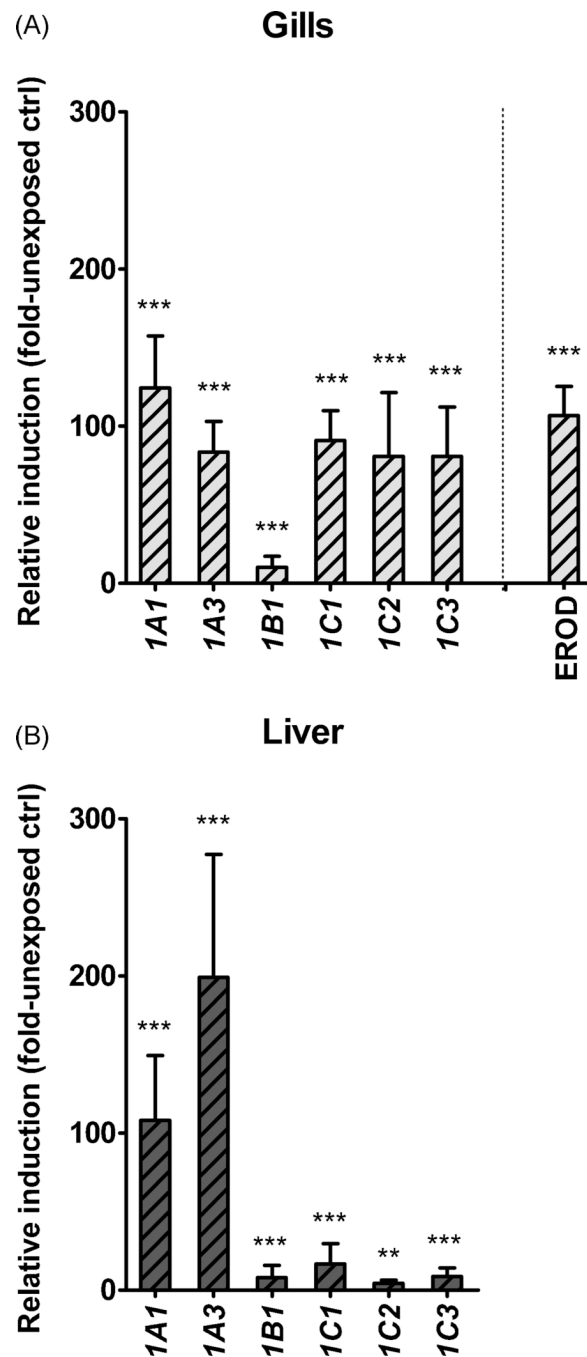 (A) Gills
Relative induction (fold-unexposed ctrl)
300
200
100
0
***
***
***
***
***
***
***
1A1
1A3
1B1
1C1
1C2
1C3
EROD
(B) Liver
Relative induction (fold-unexposed ctrl)
300
200
100
0
***
***
***
***
**
***
1A1
1A3
1B1
1C1
1C2
1C3